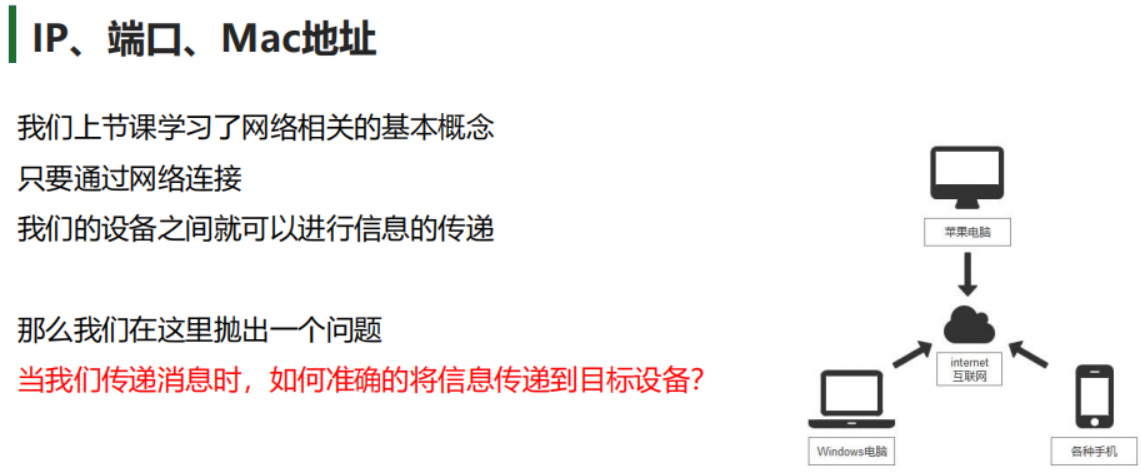 IP、端口、Mac地址
我们上节课学习了网络相关的基本概念
只要通过网络连接
我们的设备之间就可以进行信息的传递
那么我们在这里抛出一个问题
当我们传递消息时，如何准确的将信息传递到目标设备？
苹果电脑
internet
互联网
Windows电脑
各种手机